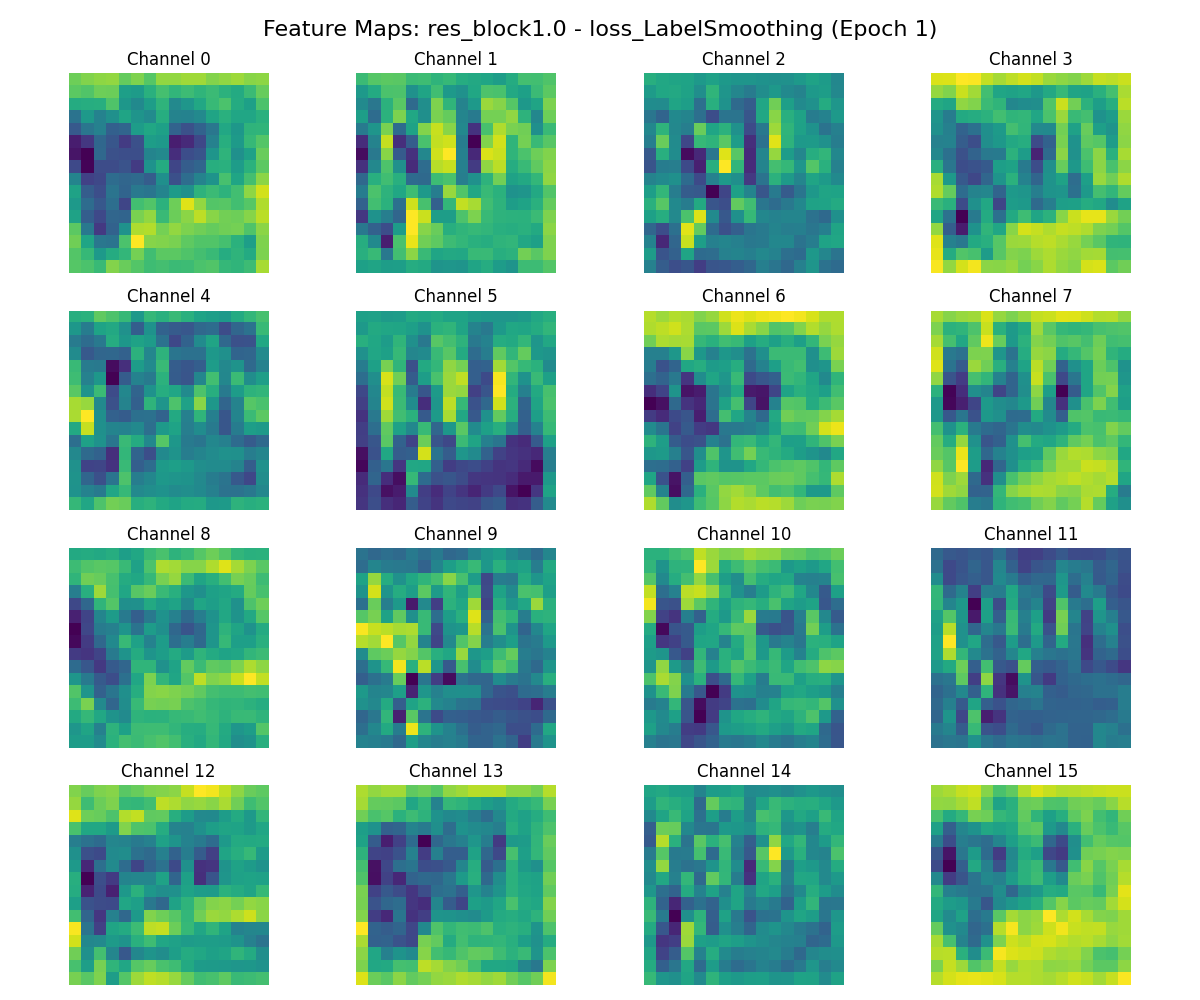 Feature Maps: res_block1.0 - loss_LabelSmoothing (Epoch 1)
Channel 0
Channel 1
Channel 2
Channel 3
Channel 4
Channel 5
Channel 6
Channel 7
Channel 8
Channel 9
Channel 10
Channel 11
Channel 12
Channel 13
Channel 14
Channel 15